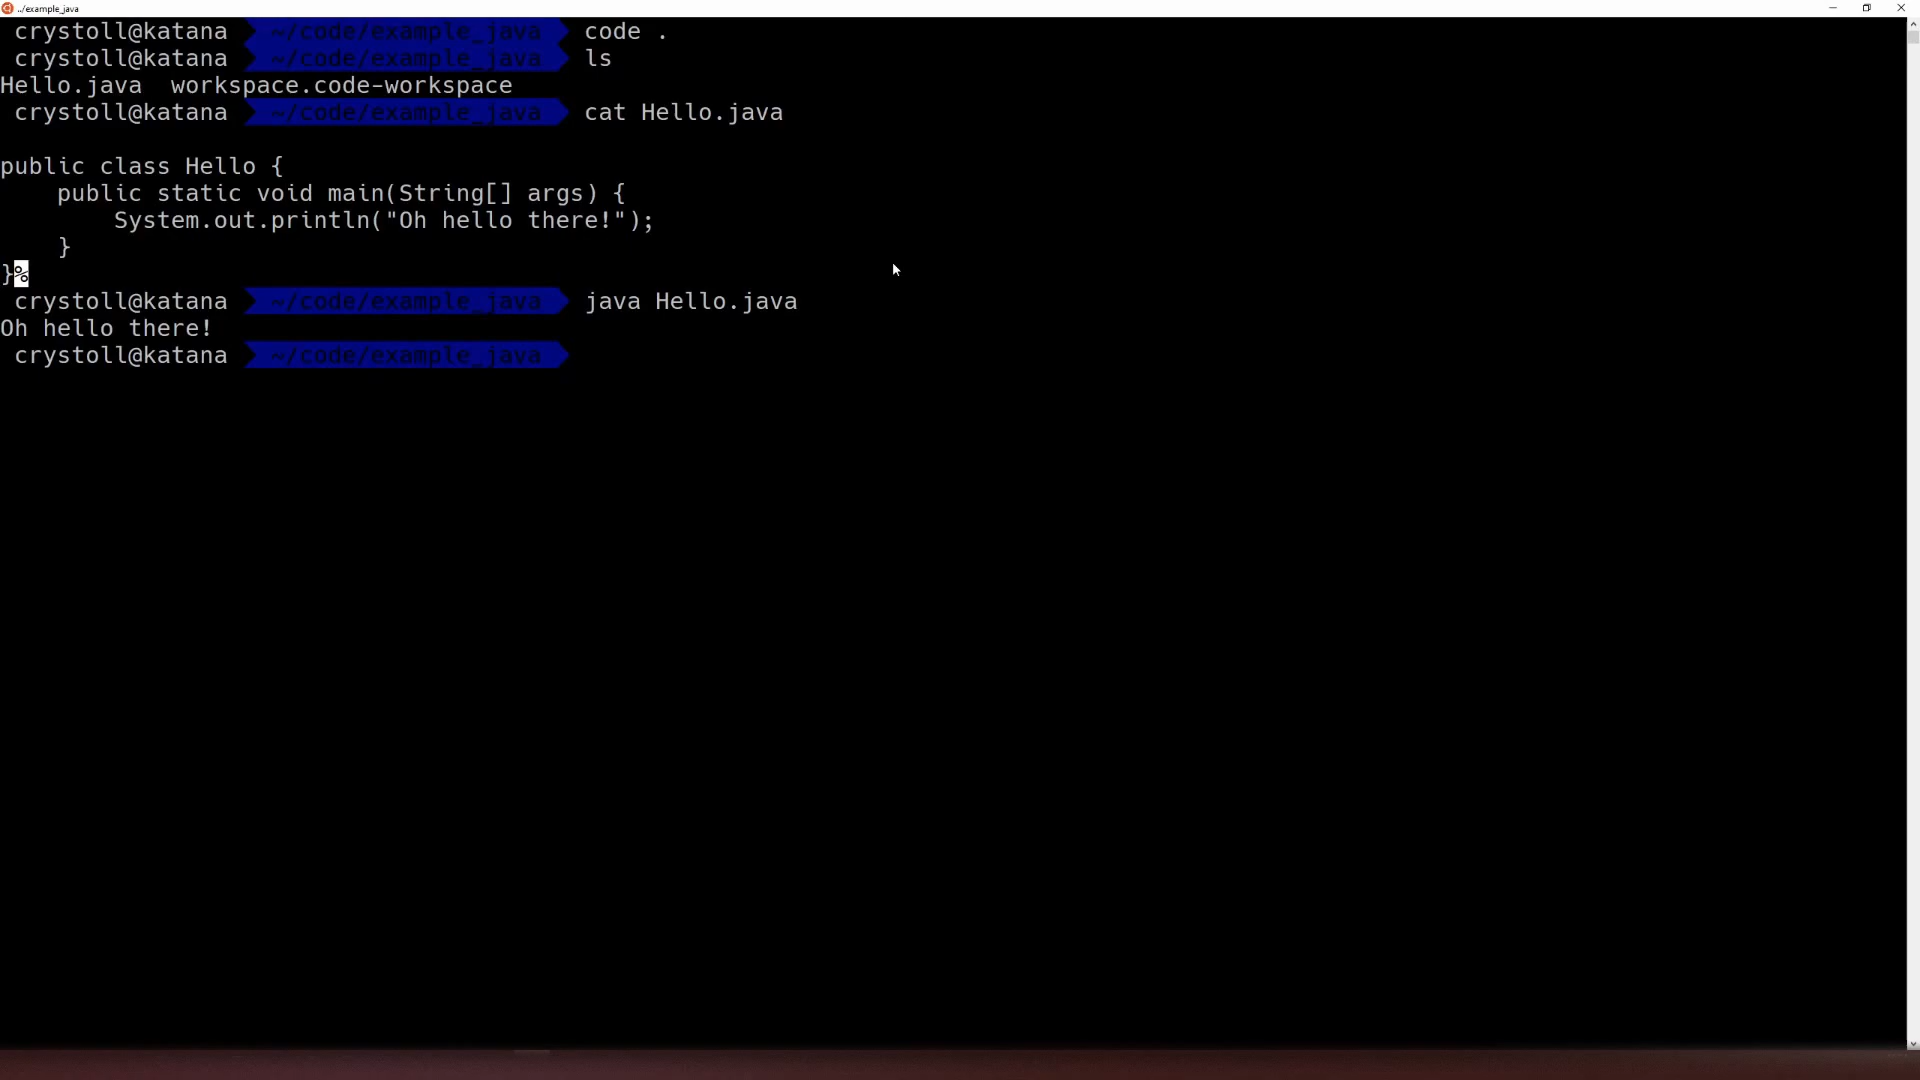 ../example_java
crystoll@katana ~/code/example_java code .
crystoll@katana ~/code/example_java ls
Hello.java  workspace.code-workspace
crystoll@katana ~/code/example_java cat Hello.java
public class Hello {
    public static void main(String[] args) {
        System.out.println("Oh hello there!");
    }
}%
crystoll@katana ~/code/example_java java Hello.java
Oh hello there!
crystoll@katana ~/code/example_java